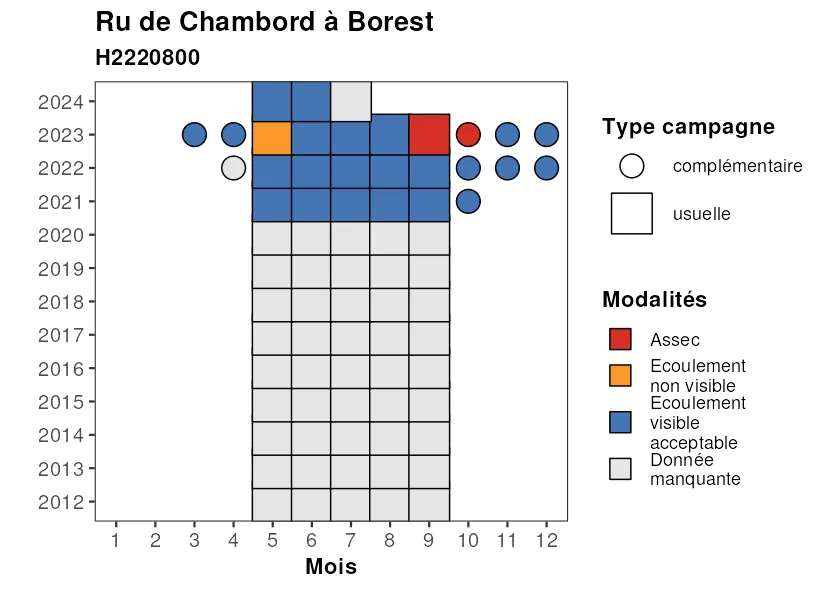 Ru de Chambord à Borest
H2220800
2024
2023
2022
2021
2020
2019
2018
2017
2016
2015
2014
2013
2012
1 2 3 4 5 6 7 8 9 10 11 12
Mois
Type campagne
complémentaire
usuelle
Modalités
Assec
Ecoulement
non visible
Ecoulement
visible
acceptable
Donnée
manquante